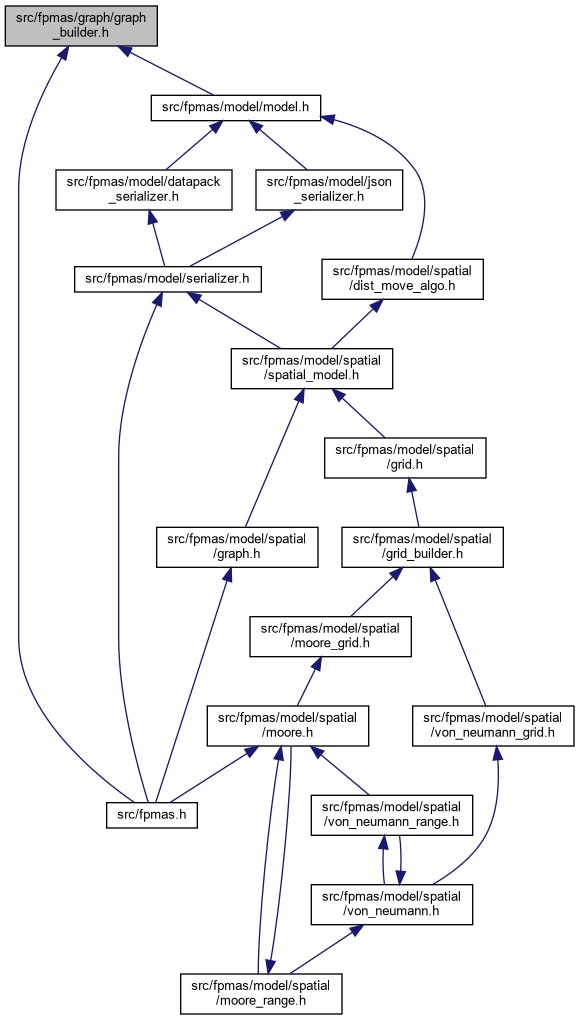 src/fpmas/graph/graph
_builder.h
src/fpmas/model/model.h
src/fpmas/model/datapack
_serializer.h
src/fpmas/model/json
_serializer.h
src/fpmas/model/serializer.h
src/fpmas/model/spatial
/dist_move_algo.h
src/fpmas/model/spatial
/spatial_model.h
src/fpmas/model/spatial
/grid.h
src/fpmas/model/spatial
/graph.h
src/fpmas/model/spatial
/grid_builder.h
src/fpmas/model/spatial
/moore_grid.h
src/fpmas/model/spatial
/moore.h
src/fpmas/model/spatial
/von_neumann_grid.h
src/fpmas.h
src/fpmas/model/spatial
/von_neumann_range.h
src/fpmas/model/spatial
/von_neumann.h
src/fpmas/model/spatial
/moore_range.h